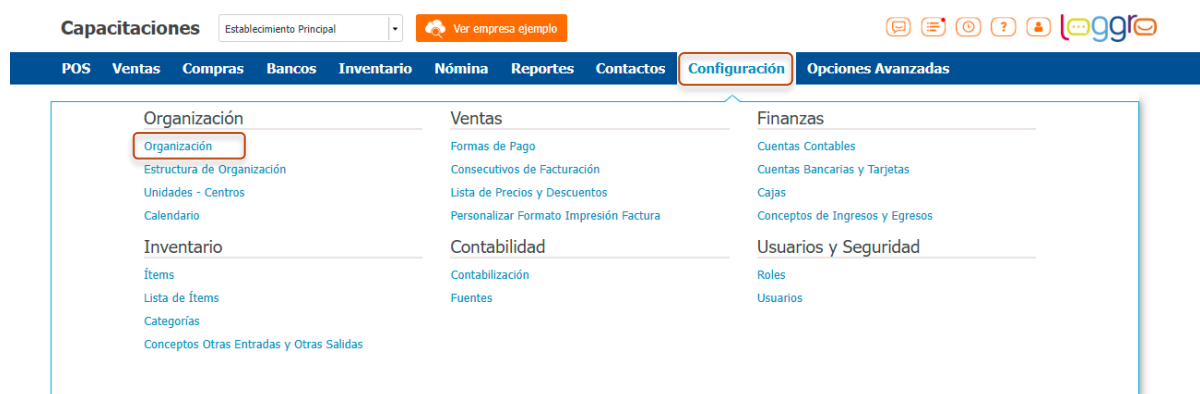 Capacitaciones Establecimiento Principal Ver empresa ejemplo ? loggro
POS Ventas Compras Bancos Inventario Nómina Reportes Contactos Configuración Opciones Avanzadas
Organización Ventas Finanzas
Organización Formas de Pago Cuentas Contables
Estructura de Organización Consecutivos de Facturación Cuentas Bancarias y Tarjetas
Unidades - Centros Lista de Precios y Descuentos Cajas
Calendario Personalizar Formato Impresión Factura Conceptos de Ingresos y Egresos
Inventario Contabilidad Usuarios y Seguridad
Ítems Contabilización Roles
Lista de Ítems Fuentes Usuarios
Categorías
Conceptos Otras Entradas y Otras Salidas